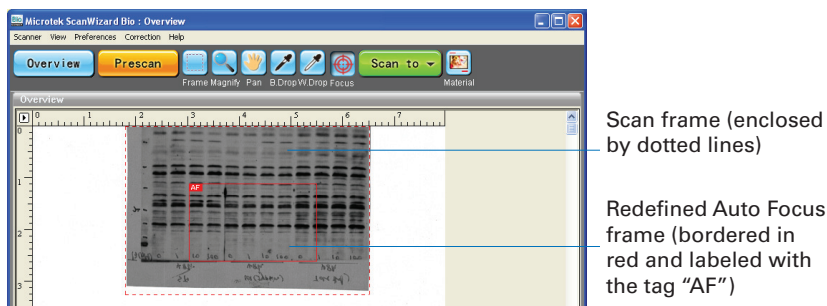 Microtek ScanWizard Bio : Overview
Scanner View Preferences Correction Help
Overview Prescan Scan to
Frame Magnify Pan B.Drop W.Drop Focus Material
Overview
0 1 2 3 4 5 6 7
0
1
2
3
AF
Scan frame (enclosed
by dotted lines)
Redefined Auto Focus
frame (bordered in
red and labeled with
the tag “AF”)